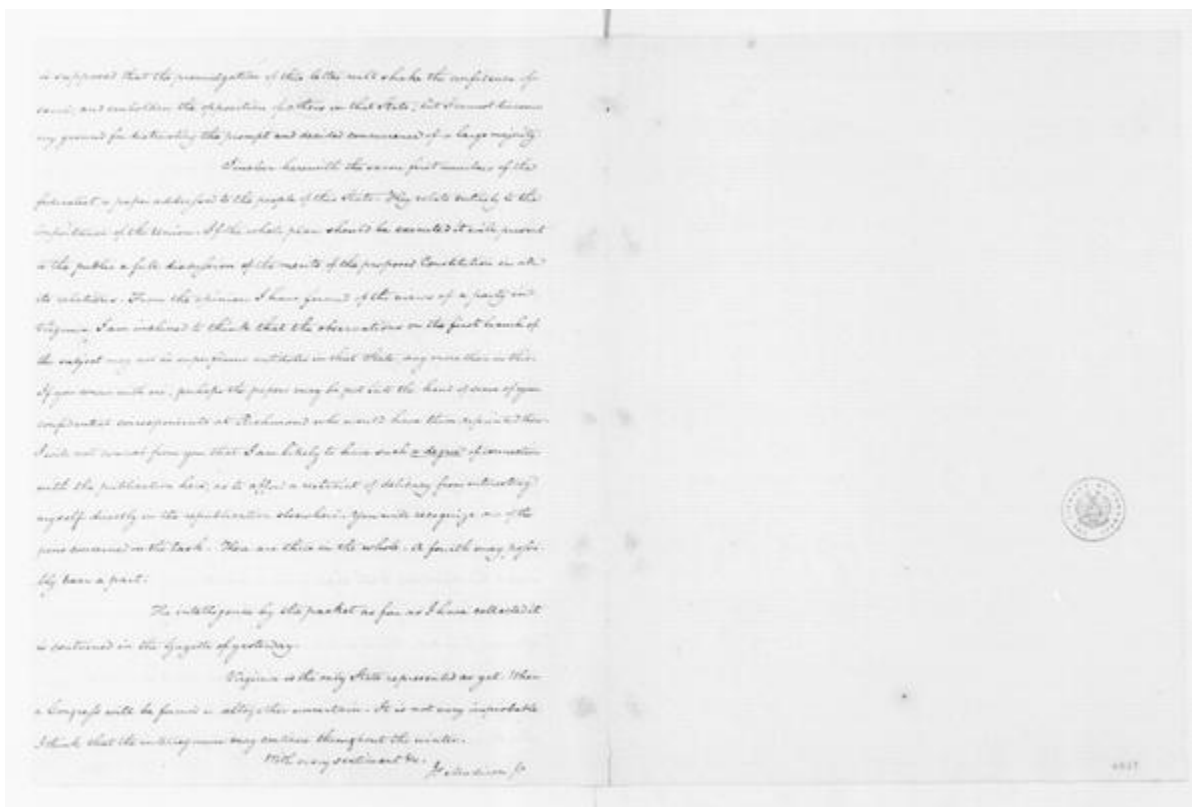 is supposed that the promulgation of this letter will shake the confidence of
some, and embolden the opposition of others in that State; but I cannot discover
any ground for distrusting the prompt and decided concurrence of a large majority
I inclose herewith the seven first numbers of the
federalist, a paper addressed to the people of this State. They relate entirely to the
importance of the Union. If the whole plan should be executed it will present
to the public a full discussion of the merits of the proposed Constitution in all
its relations. From the opinion I have formed of the views of a party in
Virginia, I am inclined to think that the observations on the first branch of
the subject may not be superfluous antidotes in that State, any more than in this.
If you concur with me, perhaps the papers may be put into the hand of some of your
confidential correspondents at Richmond who would have them reprinted there
I will not conceal from you that I am likely to have such a degree of connection
with the publication here, as to afford a restraint of delicacy from interesting
myself directly in the republication elsewhere. You will recognize one of the
pens concerned in the task. There are three in the whole. A fourth may possi-
bly bear a part.
The intelligence by the packet as far as I have collected it
is contained in the Gazette of yesterday.
Virginia is the only State represented as yet. When
a Congress will be formed is altogether uncertain. It is not very improbable
I think that the interregnum may continue throughout the winter.
With every sentiment &c.
Js Madison Jr